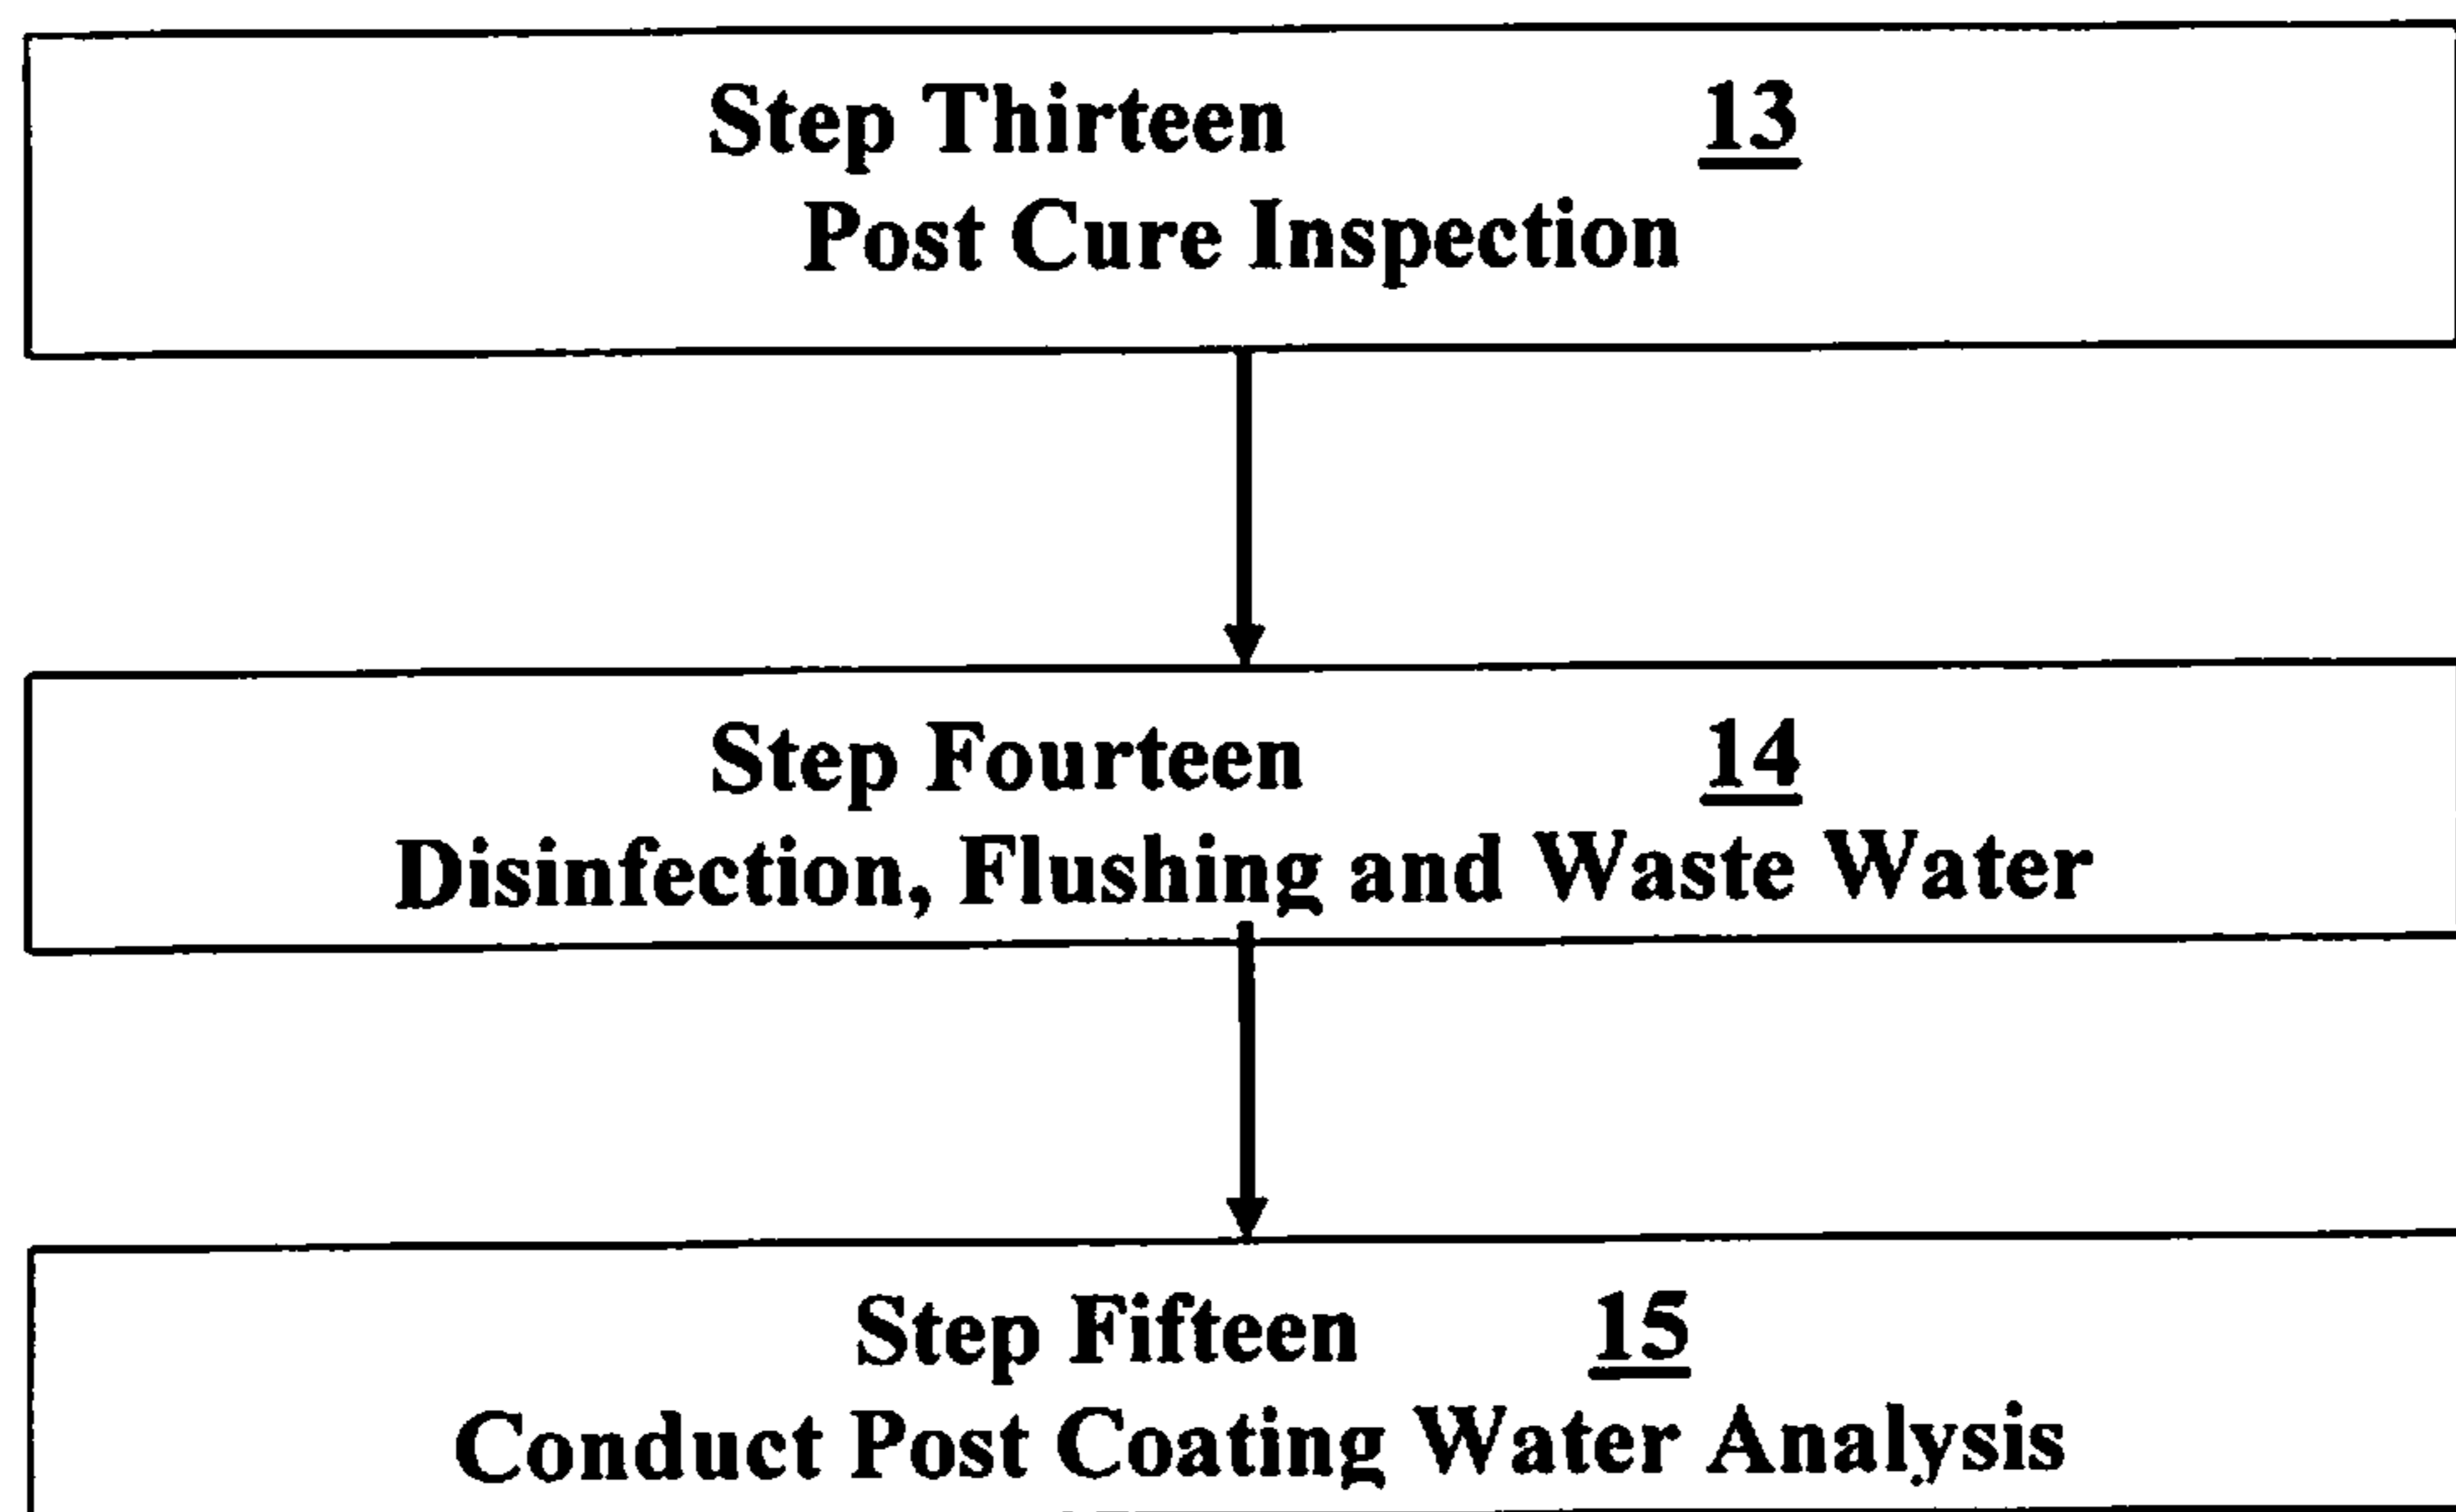 Step Thirteen 13
Post Cure Inspection
Step Fourteen 14
Disinfection, Flushing and Waste Water
Step Fifteen 15
Conduct Post Coating Water Analysis